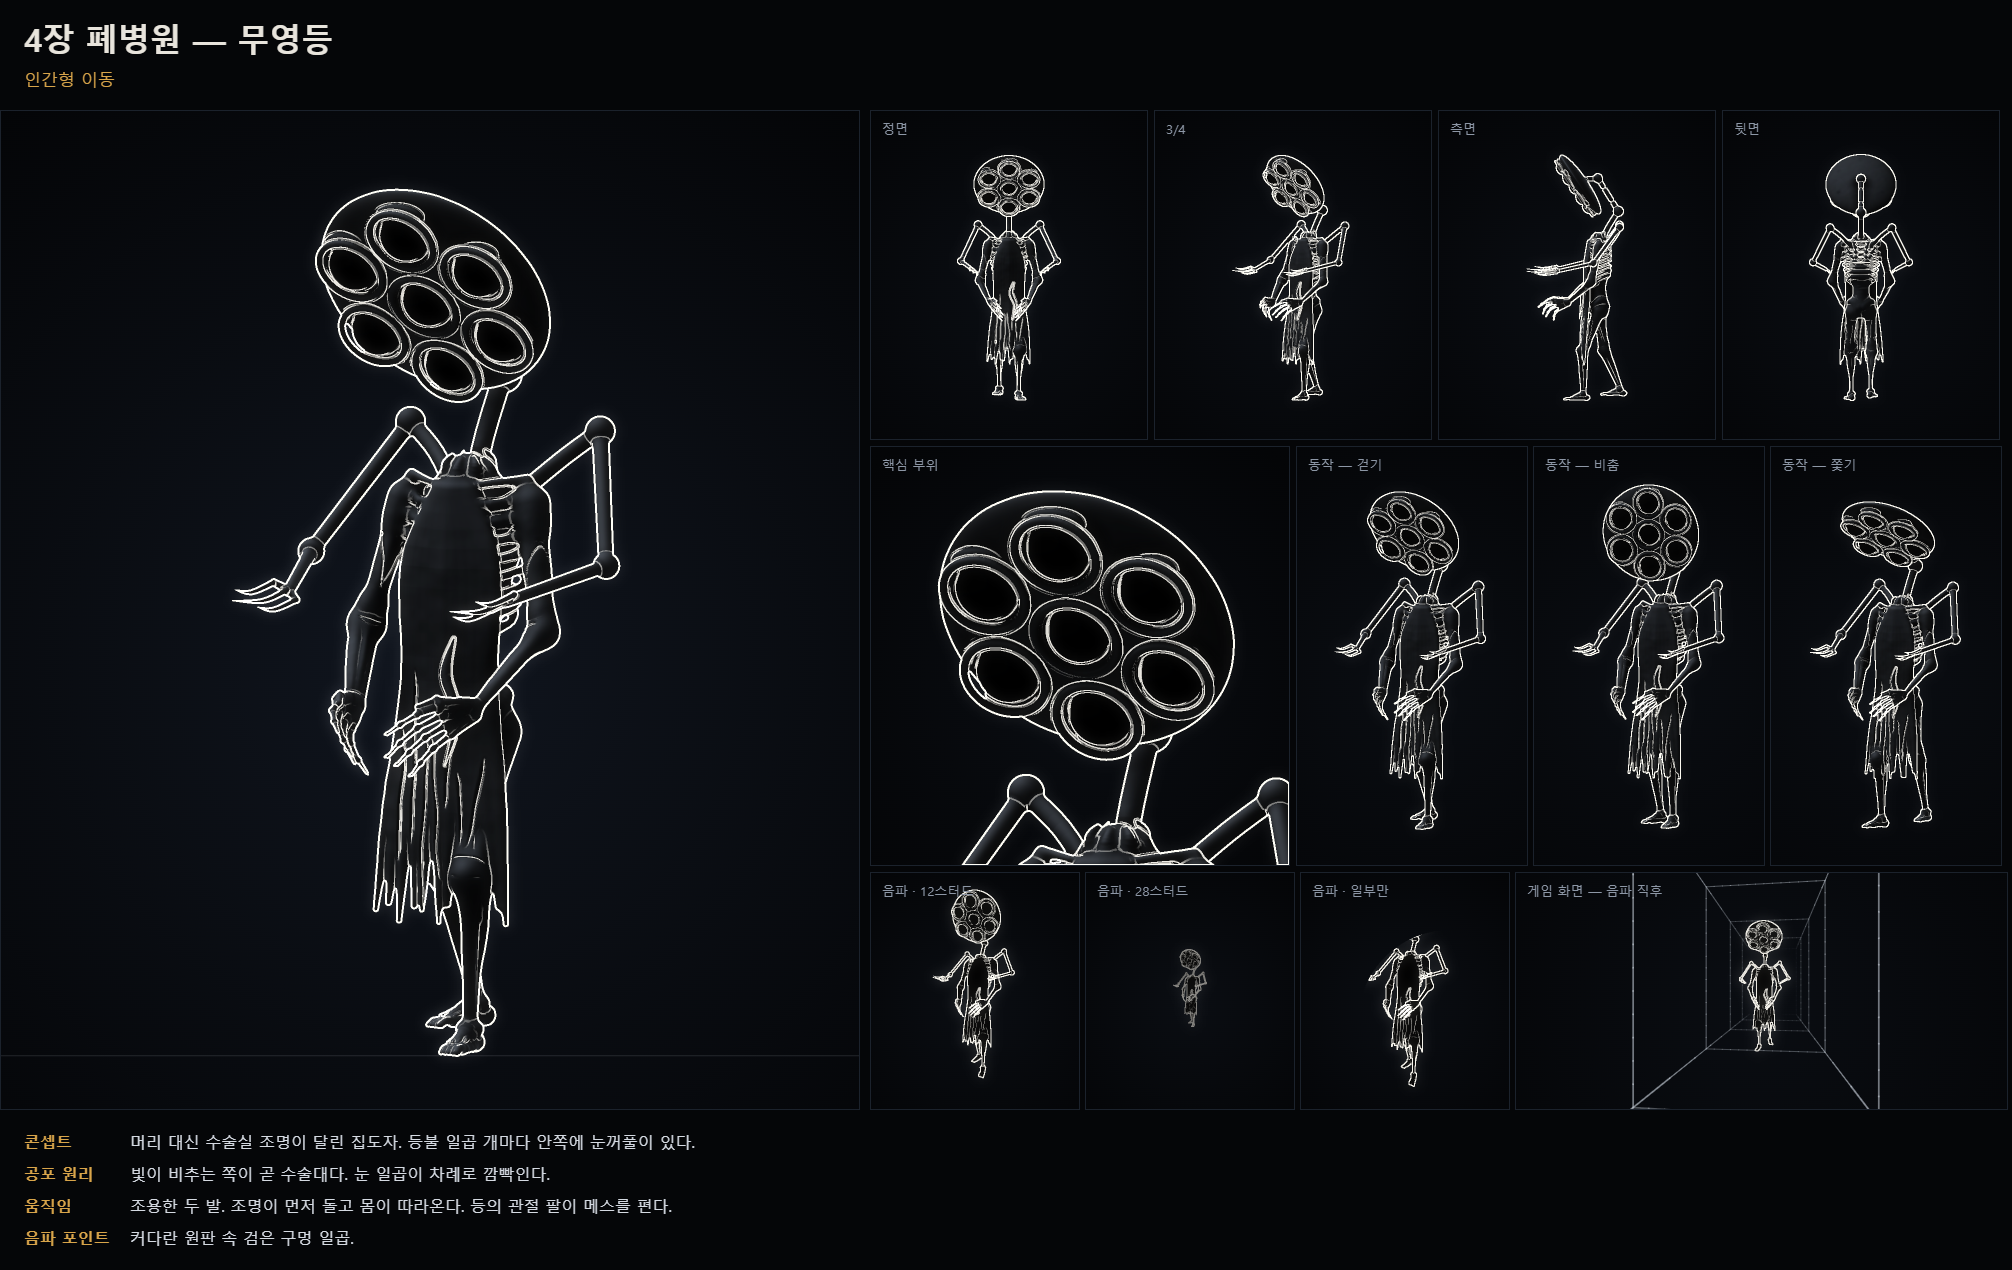 4장 폐병원 — 무영등
인간형 이동
정면
3/4
측면
뒷면
핵심 부위
동작 — 걷기
동작 — 비춤
동작 — 쫓기
음파 · 12스터드
음파 · 28스터드
음파 · 일부만
게임 화면 — 음파 직후
콘셉트 머리 대신 수술실 조명이 달린 집도자. 등불 일곱 개마다 안쪽에 눈꺼풀이 있다.
공포 원리 빛이 비추는 쪽이 곧 수술대다. 눈 일곱이 차례로 깜빡인다.
움직임 조용한 두 발. 조명이 먼저 돌고 몸이 따라온다. 등의 관절 팔이 메스를 편다.
음파 포인트 커다란 원판 속 검은 구멍 일곱.